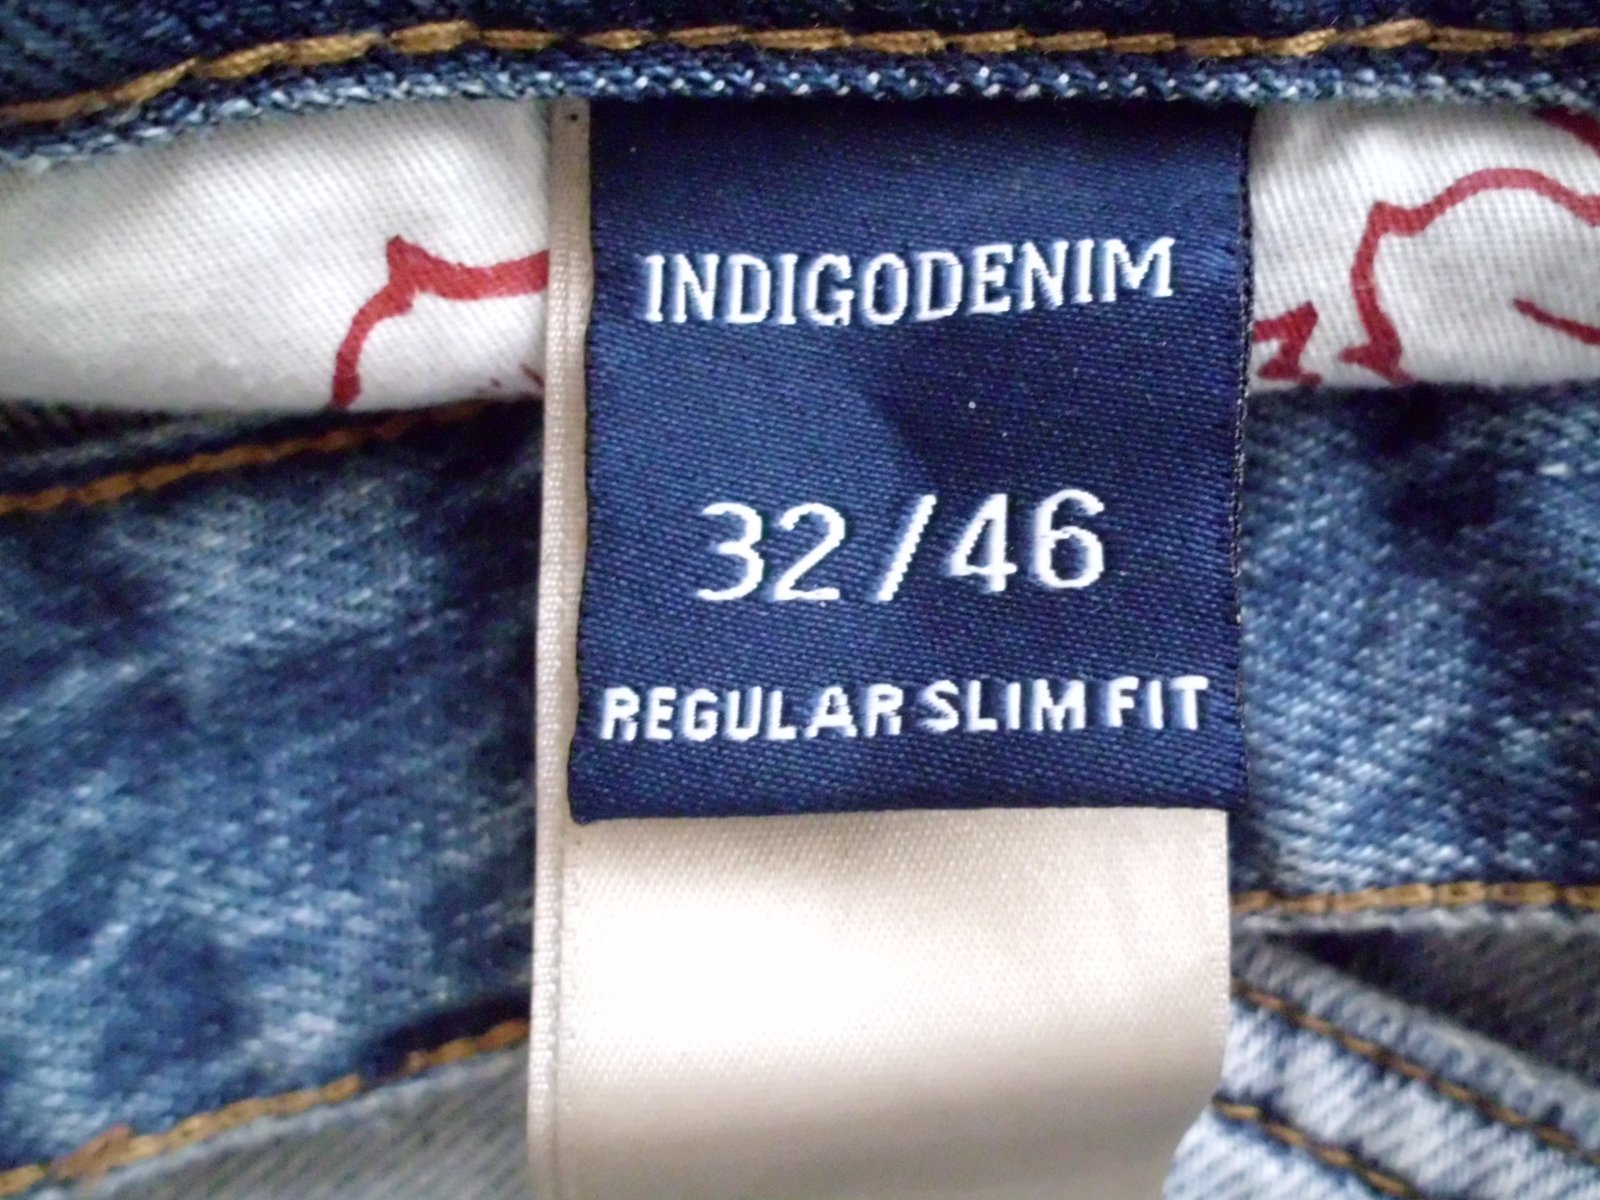 INDIGODENIM
32/46
REGULAR SLIM FIT